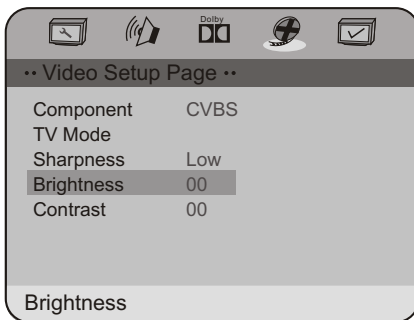 Dolby
•• Video Setup Page ••
Component CVBS
TV Mode
Sharpness Low
Brightness 00
Contrast 00
Brightness